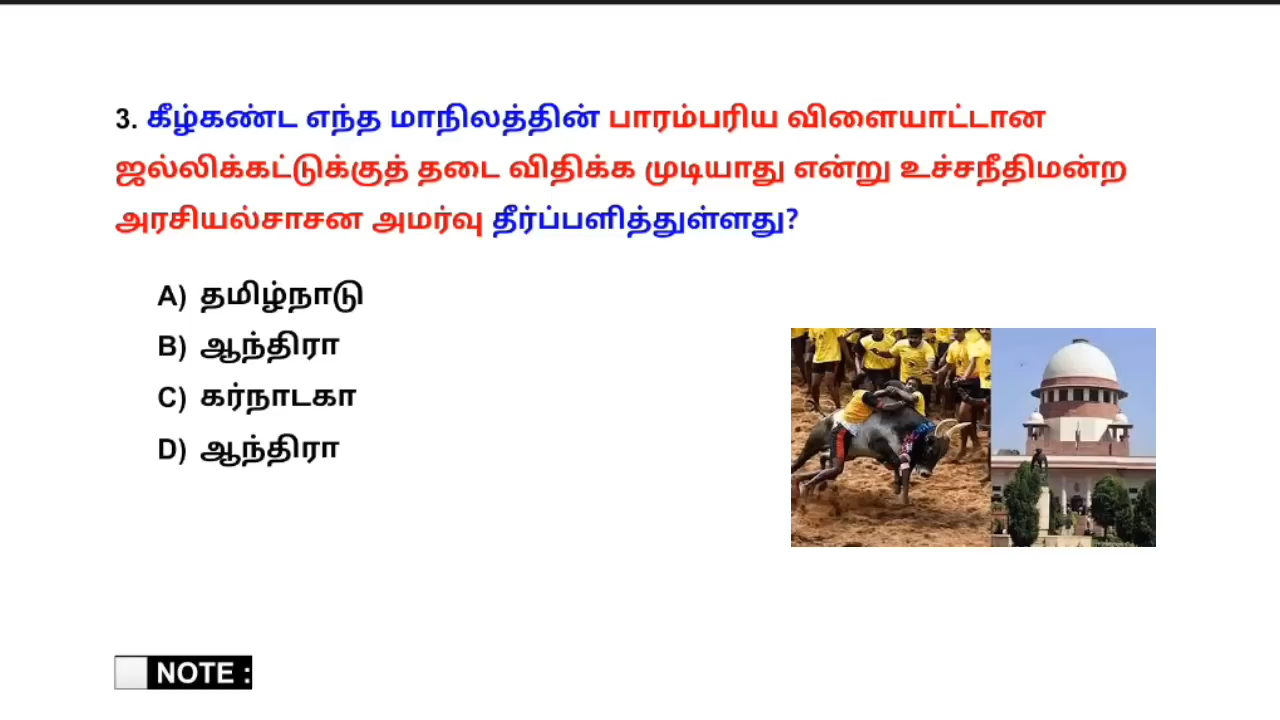 3. கீழ்கண்ட எந்த மாநிலத்தின் பாரம்பரிய விளையாட்டான
ஜல்லிக்கட்டுக்குத் தடை விதிக்க முடியாது என்று உச்சநீதிமன்ற
அரசியல்சாசன அமர்வு தீர்ப்பளித்துள்ளது?
A) தமிழ்நாடு
B) ஆந்திரா
C) கர்நாடகா
D) ஆந்திரா
NOTE :